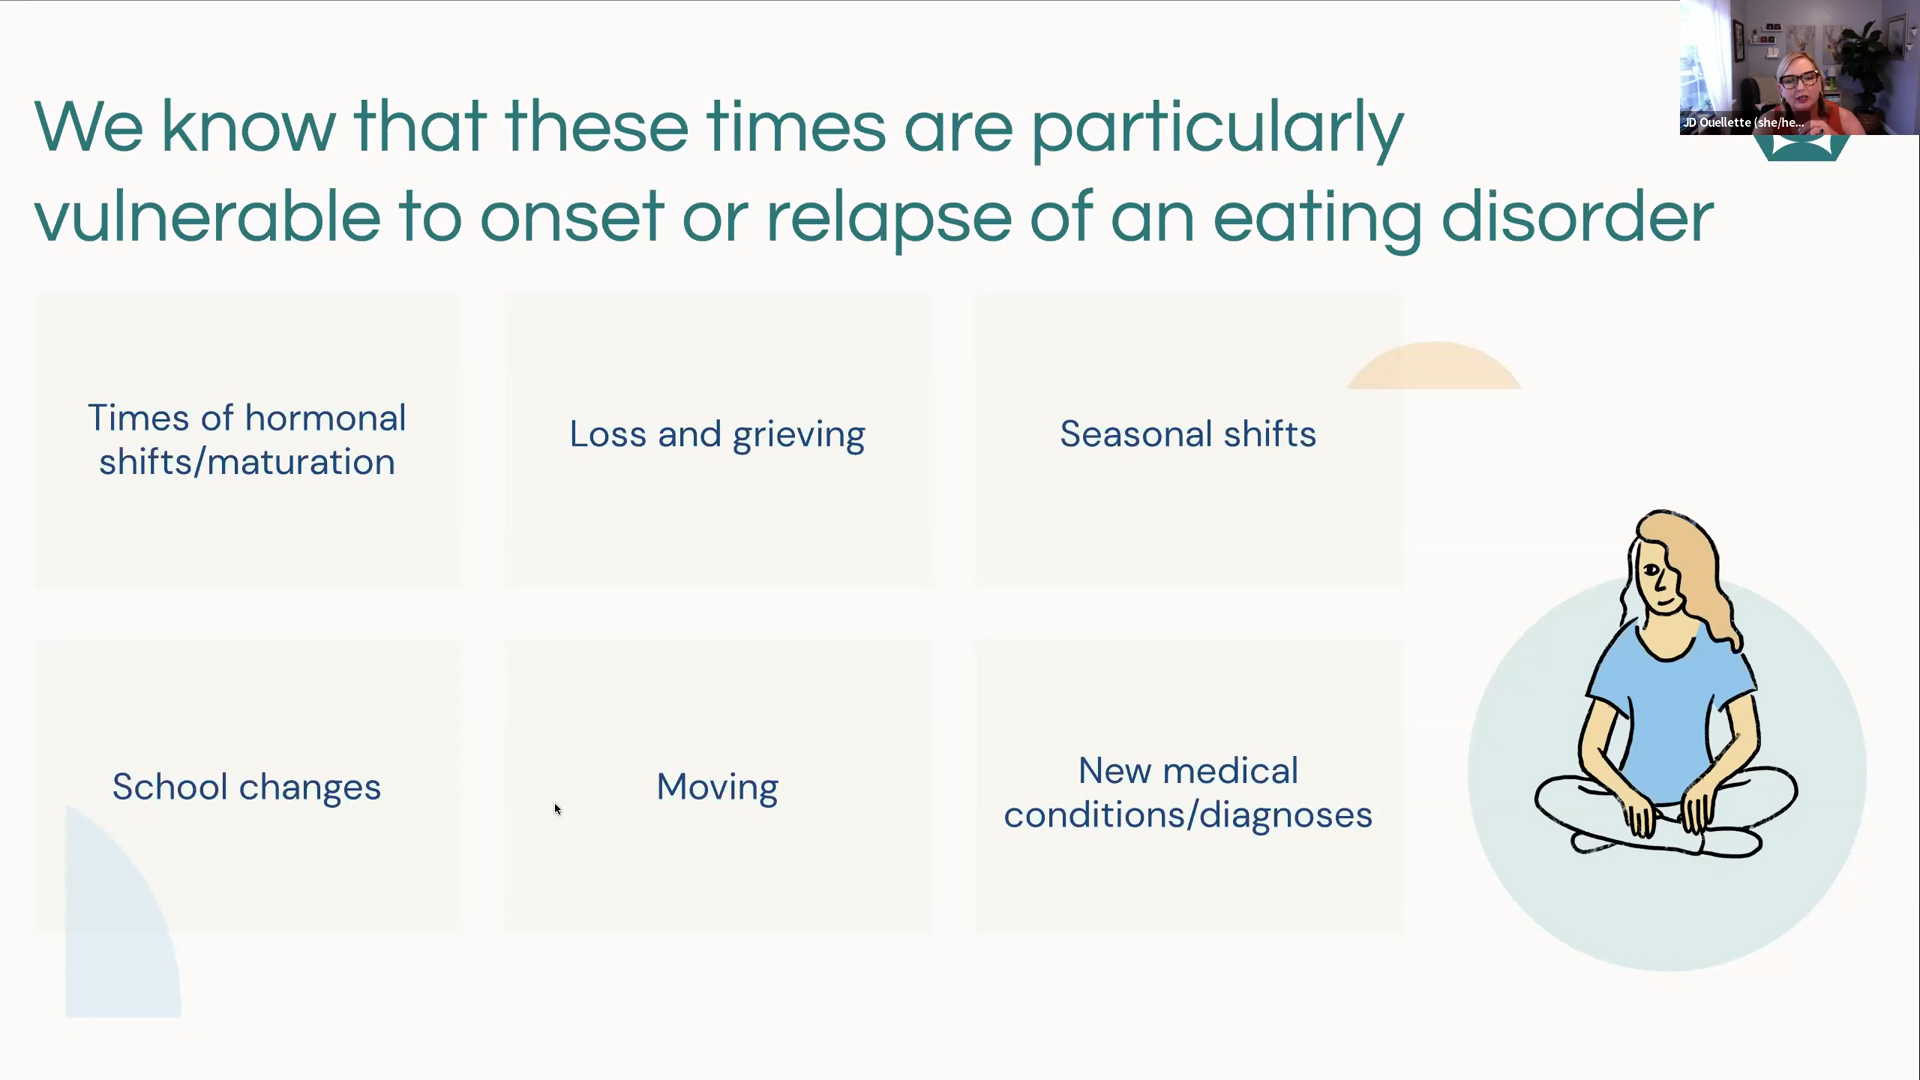 We know that these times are particularly
vulnerable to onset or relapse of an eating disorder
JD Ouellette (she/he...
Times of hormonal
shifts/maturation
Loss and grieving
Seasonal shifts
School changes
Moving
New medical
conditions/diagnoses